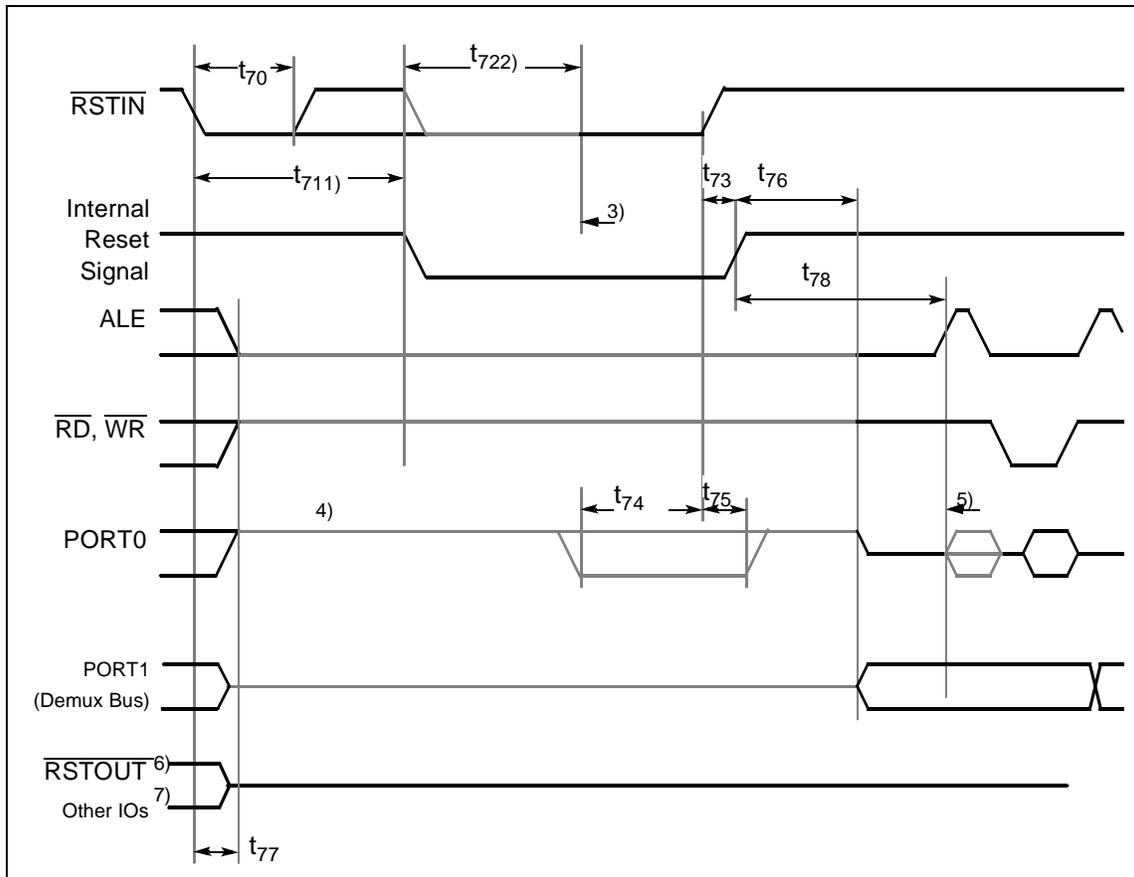 t70
t722)
RSTIN
t711)
t73
t76
Internal
Reset
Signal
3)
t78
ALE
RD, WR
4)
t74
t75
5)
PORT0
PORT1
(Demux Bus)
RSTOUT 6)
Other IOs 7)
t77